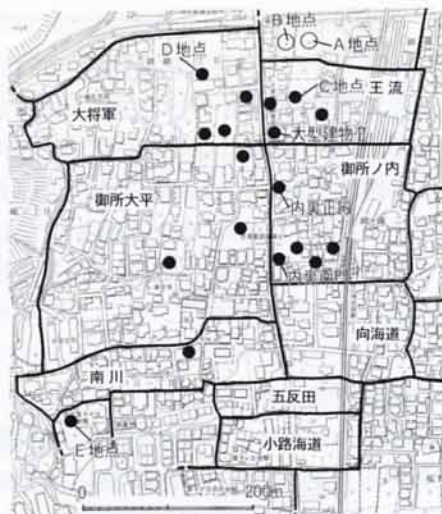 B地点
A地点
D地点
C地点
王流
大将軍
大型建物
御所ノ内
御所大平
内裏正殿
内裏南門
向海道
南川
五反田
小路海道
E地点
0
200m